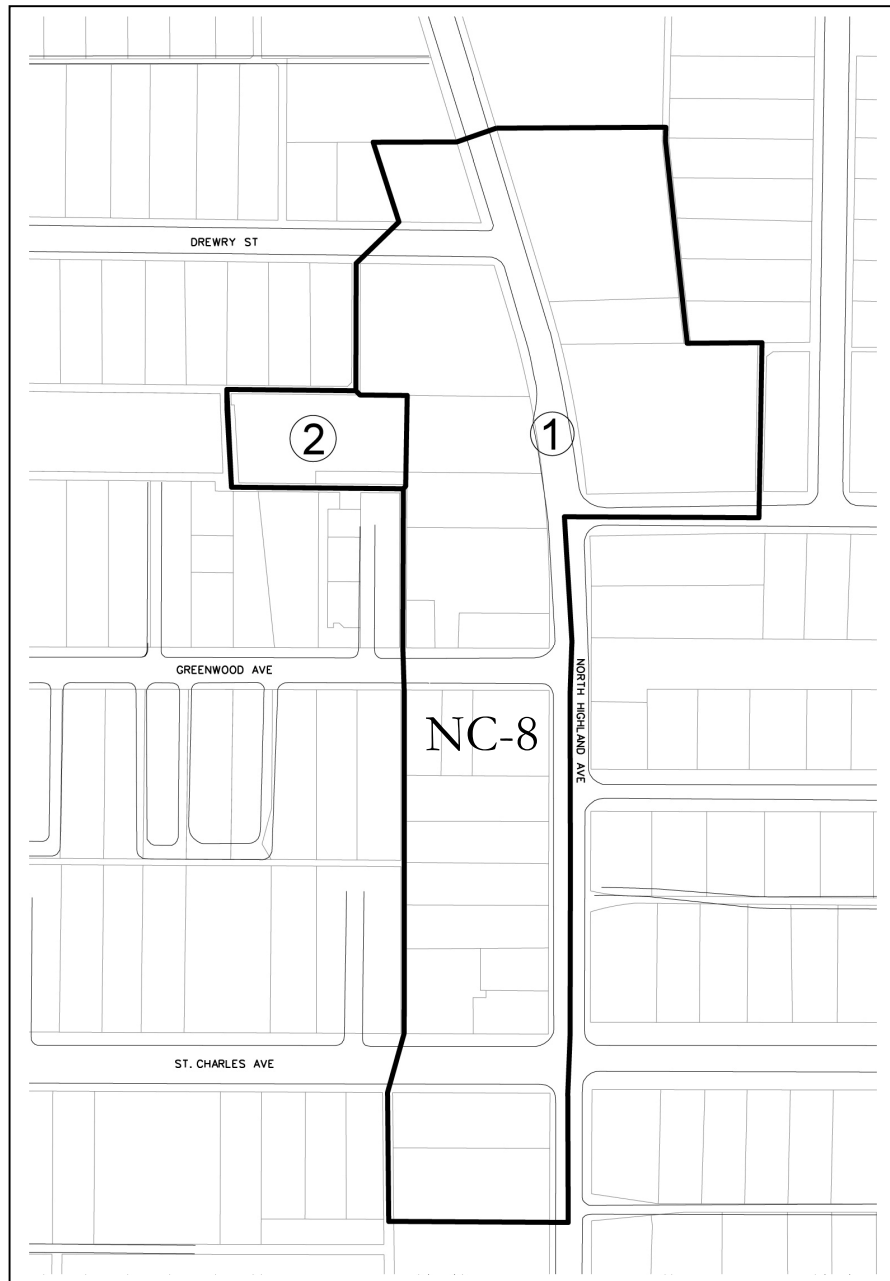 DREWRY ST
2
1
GREENWOOD AVE
NORTH HIGHLAND AVE
NC-8
ST. CHARLES AVE